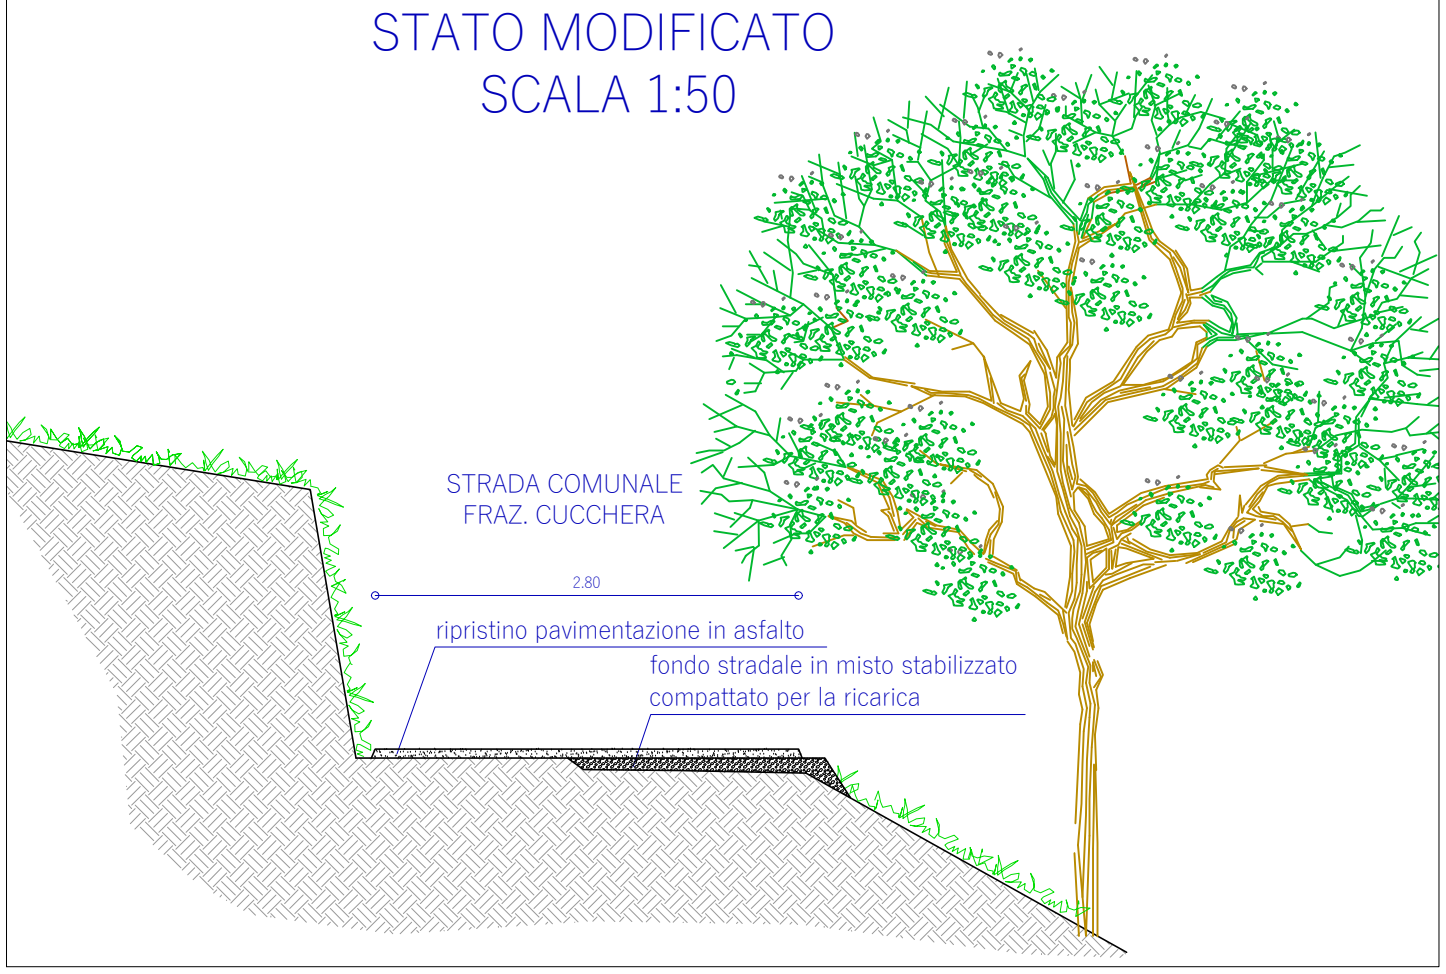 STATO MODIFICATO
SCALA 1:50
STRADA COMUNALE
FRAZ. CUCCHERA
2.80
ripristino pavimentazione in asfalto
fondo stradale in misto stabilizzato
compattato per la ricarica